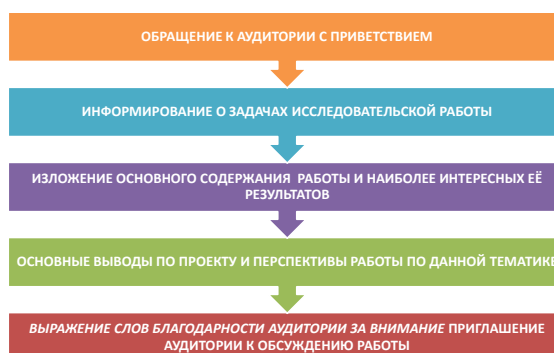 ОБРАЩЕНИЕ К АУДИТОРИИ С ПРИВЕТСТВИЕМ
ИНФОРМИРОВАНИЕ О ЗАДАЧАХ ИССЛЕДОВАТЕЛЬСКОЙ РАБОТЫ
ИЗЛОЖЕНИЕ ОСНОВНОГО СОДЕРЖАНИЯ РАБОТЫ И НАИБОЛЕЕ ИНТЕРЕСНЫХ ЕЁ
РЕЗУЛЬТАТОВ
ОСНОВНЫЕ ВЫВОДЫ ПО ПРОЕКТУ И ПЕРСПЕКТИВЫ РАБОТЫ ПО ДАННОЙ ТЕМАТИКЕ
ВЫРАЖЕНИЕ СЛОВ БЛАГОДАРНОСТИ АУДИТОРИИ ЗА ВНИМАНИЕ ПРИГЛАШЕНИЕ
АУДИТОРИИ К ОБСУЖДЕНИЮ РАБОТЫ